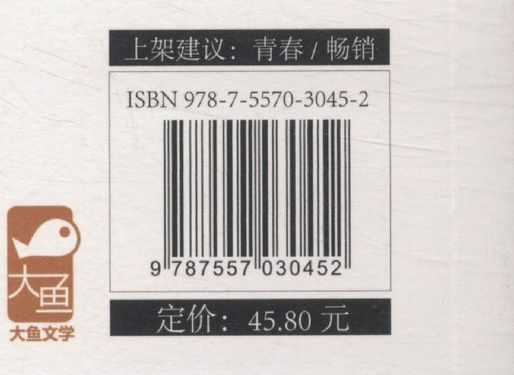 上架建议：青春 / 畅销
ISBN 978-7-5570-3045-2
9 787557 030452
定价：45.80 元
大鱼
大鱼文学